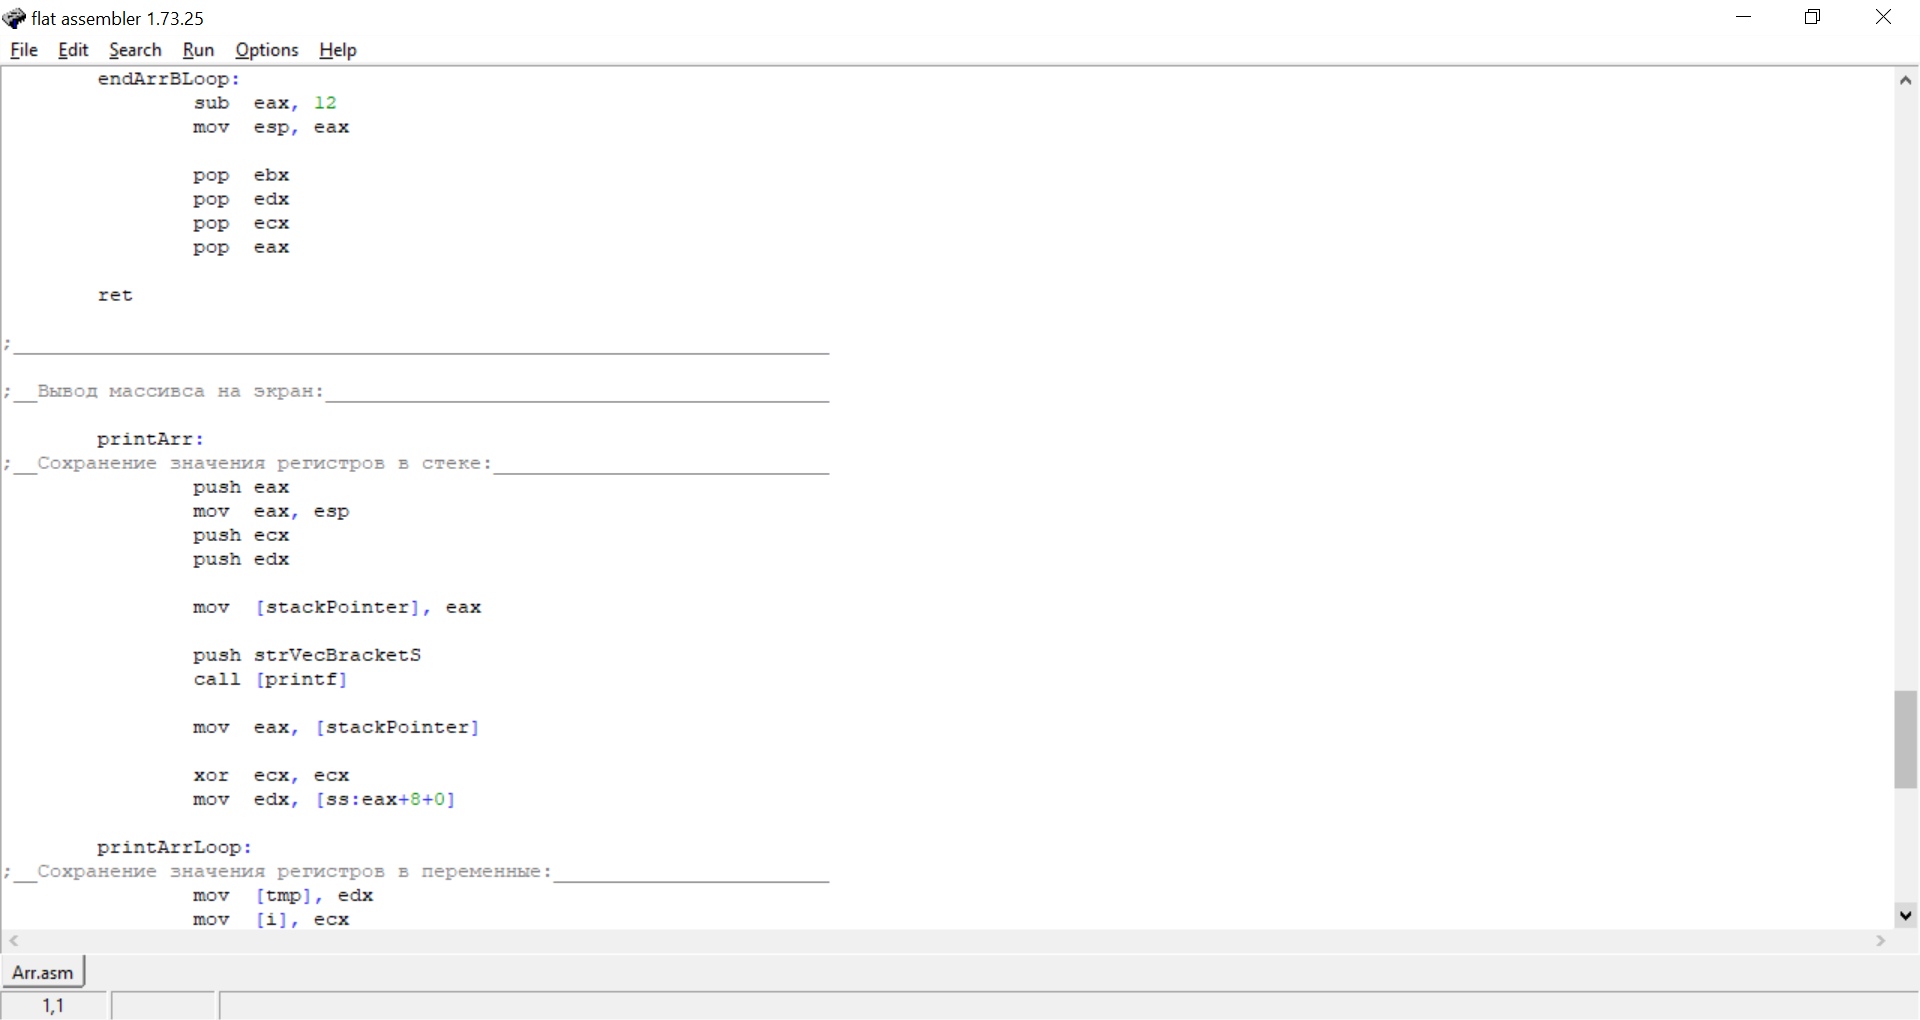 flat assembler 1.73.25
File Edit Search Run Options Help
endArrBLoop:
sub eax, 12
mov esp, eax
pop ebx
pop edx
pop ecx
pop eax
ret
;____________________________________________________________________
;__Вывод массивса на экран:__________________________________________
printArr:
;__Сохранение значения регистров в стеке:____________________________
push eax
mov eax, esp
push ecx
push edx
mov [stackPointer], eax
push strVecBracketS
call [printf]
mov eax, [stackPointer]
xor ecx, ecx
mov edx, [ss:eax+8+0]
printArrLoop:
;__Сохранение значения регистров в переменные:_______________________
mov [tmp], edx
mov [i], ecx
Arr.asm
1,1